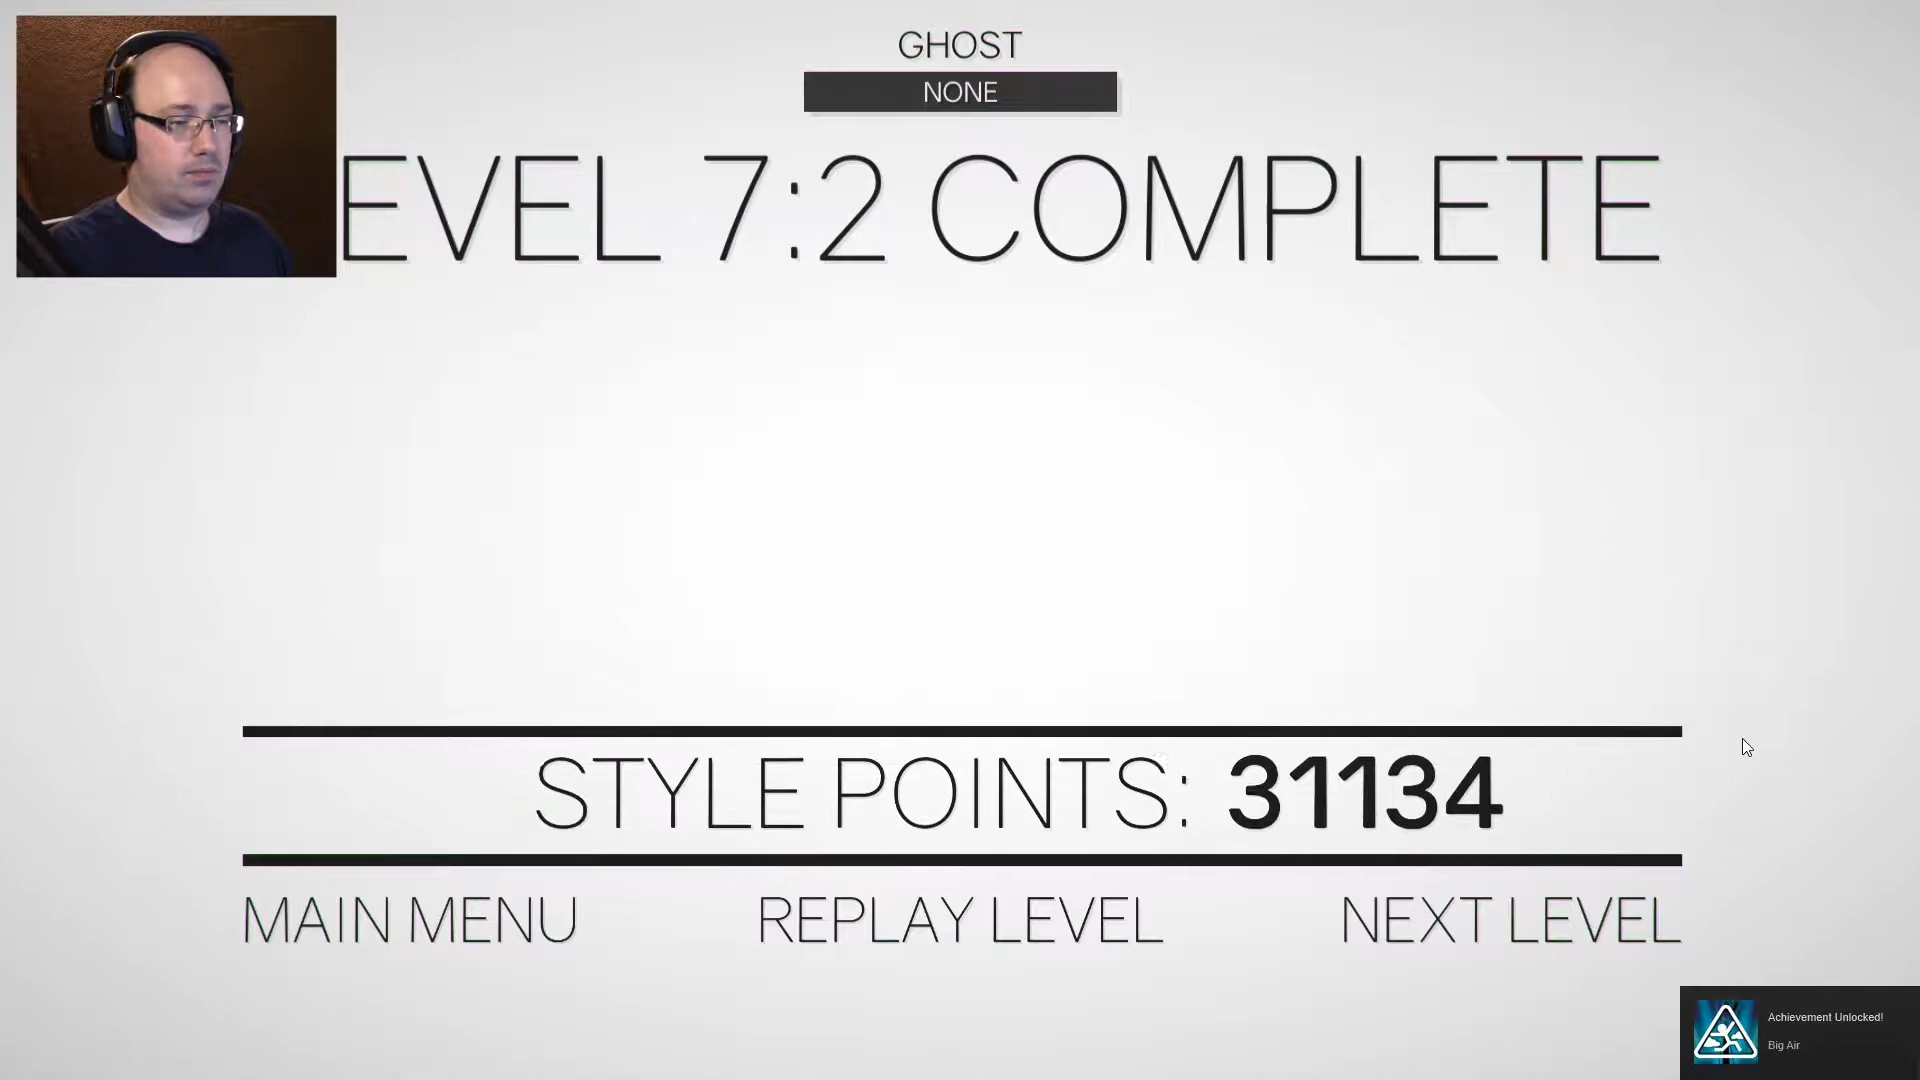 GHOST
NONE
EVEL 7:2 COMPLETE
STYLE POINTS: 31134
MAIN MENU
REPLAY LEVEL
NEXT LEVEL
Achievement Unlocked!
Big Air